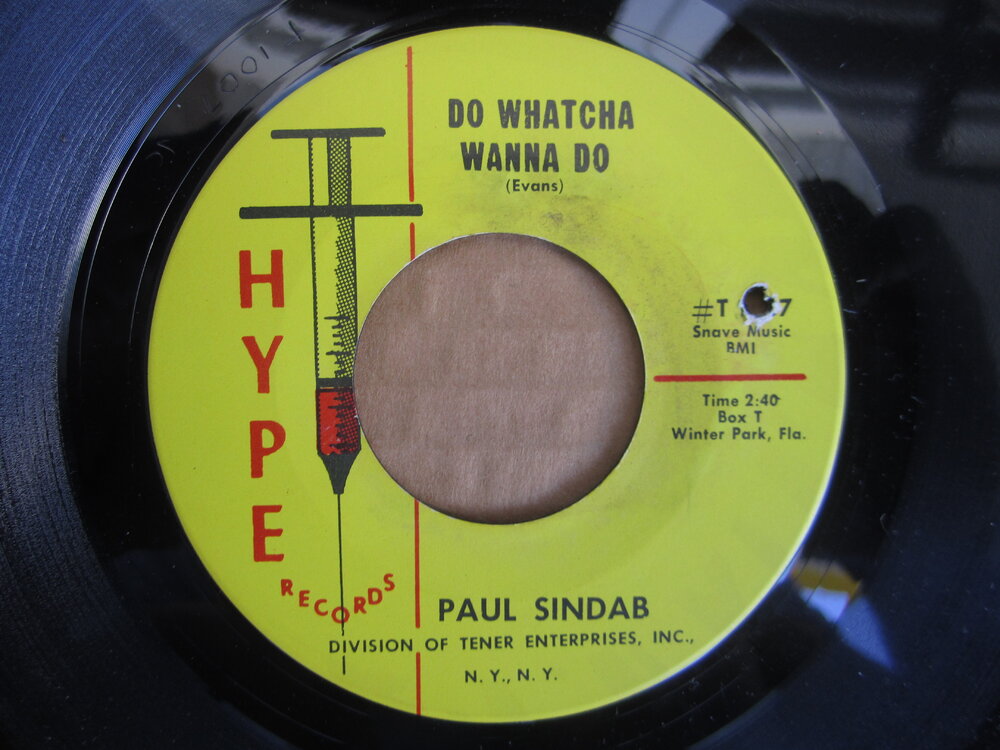 DO WHATCHA
WANNA DO
(Evans)
HYPE
RECORDS
#T
Snave Music
BMI
Time 2:40
Box T
Winter Park, Fla.
PAUL SINDAB
DIVISION OF TENER ENTERPRISES, INC.,
N. Y., N. Y.